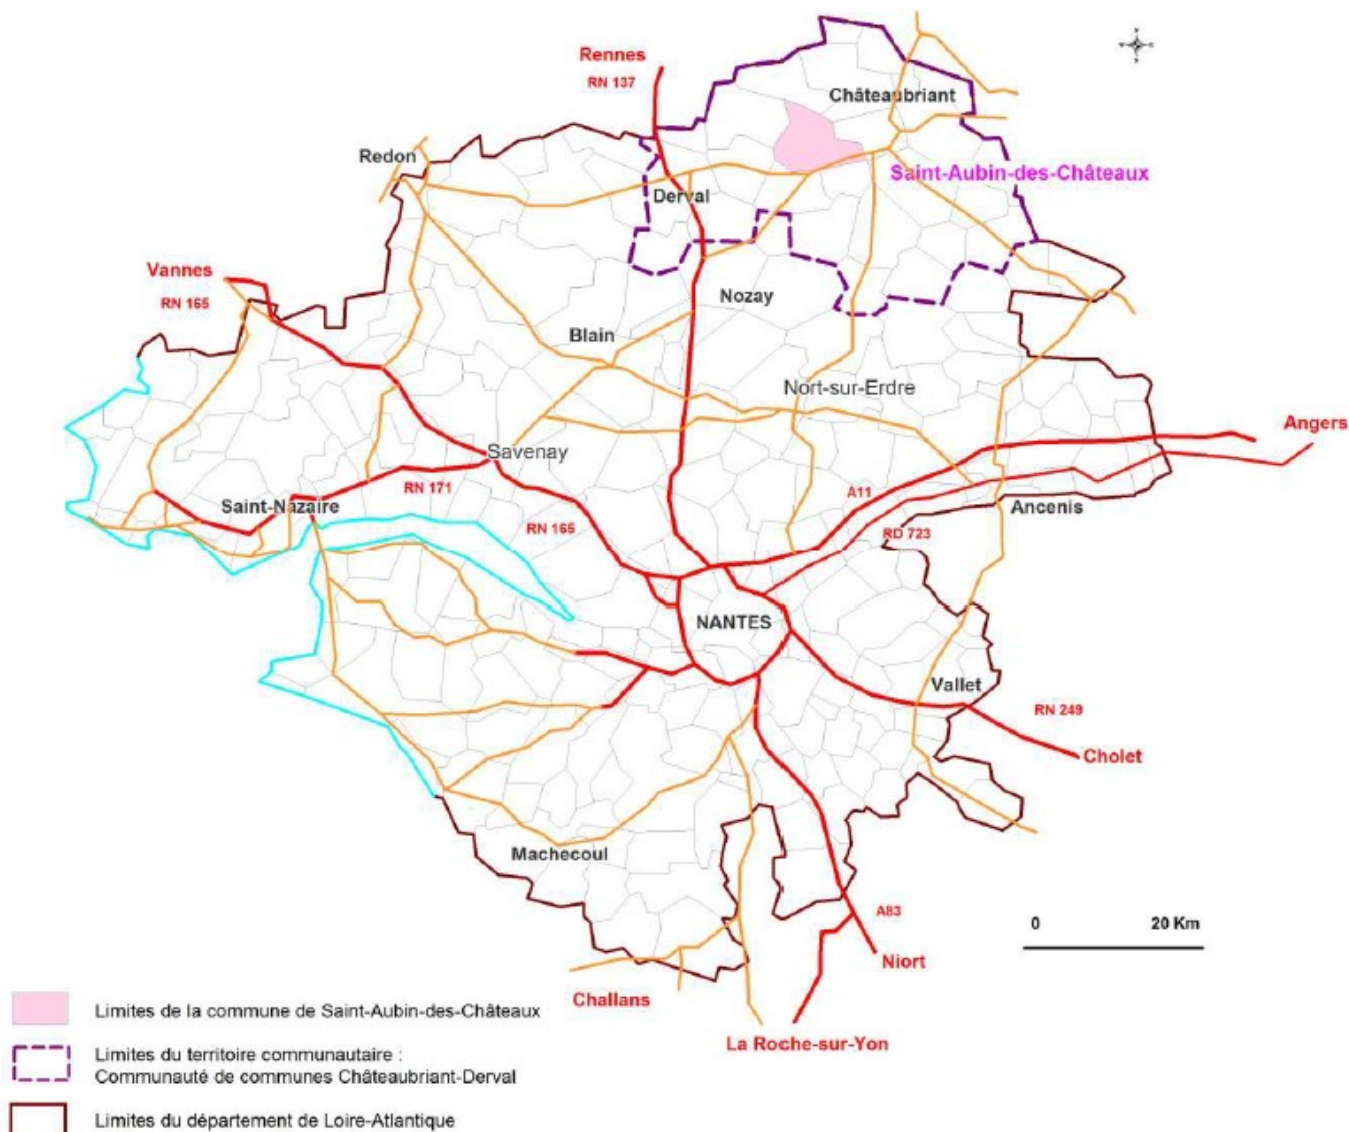 Rennes
RN 137
Châteaubriant
Redon
Saint-Aubin-des-Châteaux
Derval
Vannes
RN 165
Nozay
Blain
Nort-sur-Erdre
Angers
Savenay
RN 171
A11
Saint-Nazaire
Ancenis
RN 165
RD 723
NANTES
Vallet
RN 249
Cholet
Machecoul
A83
0 20 Km
Niort
Challans
La Roche-sur-Yon
Limites de la commune de Saint-Aubin-des-Châteaux
Limites du territoire communautaire :
Communauté de communes Châteaubriant-Derval
Limites du département de Loire-Atlantique